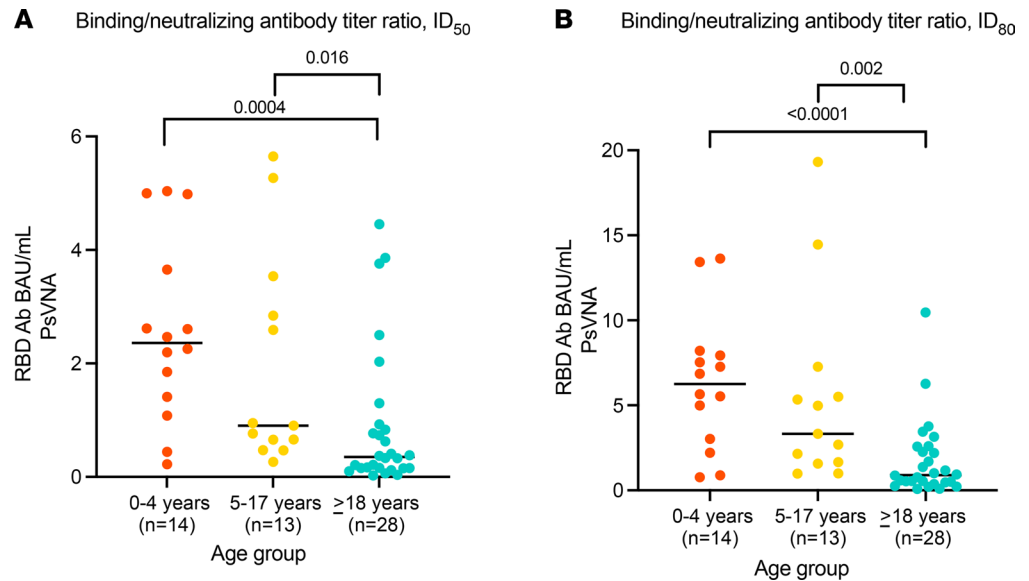 A
Binding/neutralizing antibody titer ratio, ID50
0.016
0.0004
6
4
2
0
RBD Ab BAU/mL
PsVNA
0-4 years
(n=14)
5-17 years
(n=13)
≥18 years
(n=28)
Age group
B
Binding/neutralizing antibody titer ratio, ID80
0.002
<0.0001
20
15
10
5
0
RBD Ab BAU/mL
PsVNA
0-4 years
(n=14)
5-17 years
(n=13)
≥18 years
(n=28)
Age group